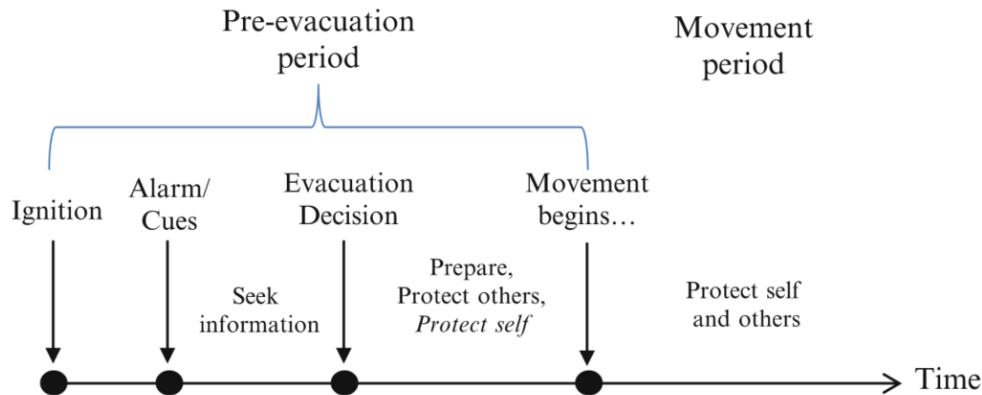 Pre-evacuation
period
Movement
period
Ignition
Alarm/
Cues
Evacuation
Decision
Movement
begins…
Seek
information
Prepare,
Protect others,
Protect self
Protect self
and others
Time